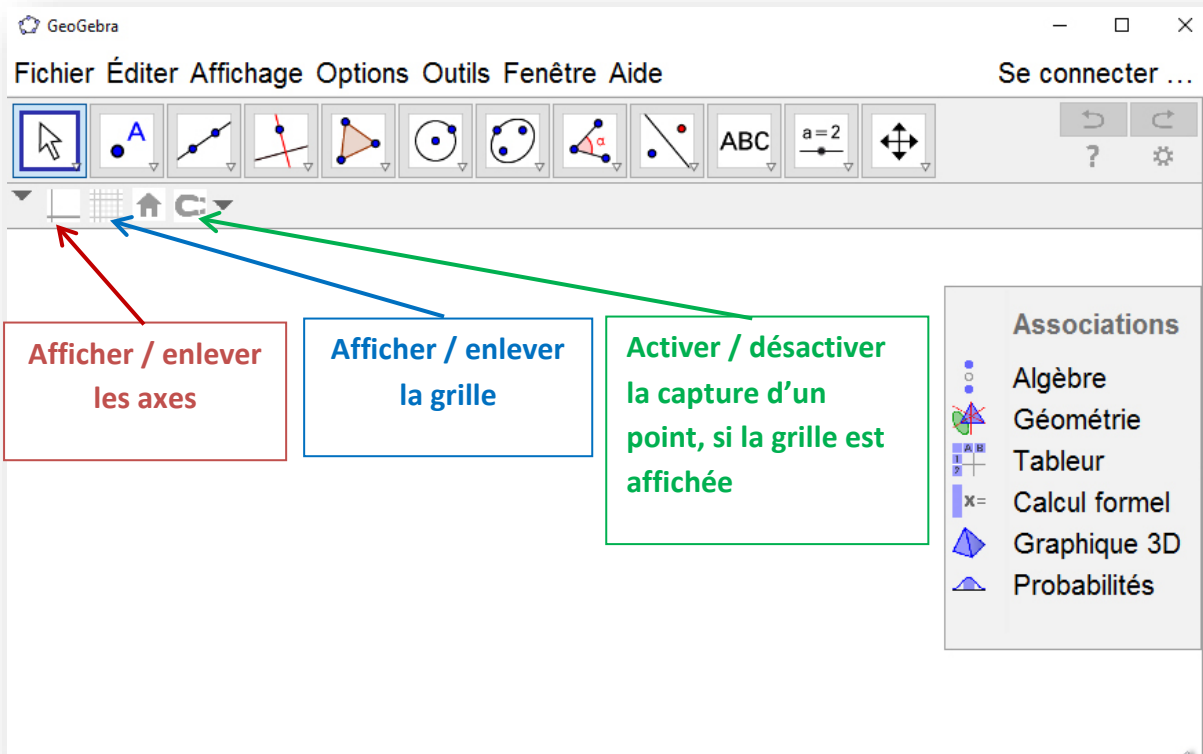 GeoGebra
Fichier Éditer Affichage Options Outils Fenêtre Aide
Se connecter ...
A
α
ABC
a = 2
?
Afficher / enlever
les axes
Afficher / enlever
la grille
Activer / désactiver
la capture d’un
point, si la grille est
affichée
Associations
Algèbre
Géométrie
A B
1
2
Tableur
x=
Calcul formel
Graphique 3D
Probabilités